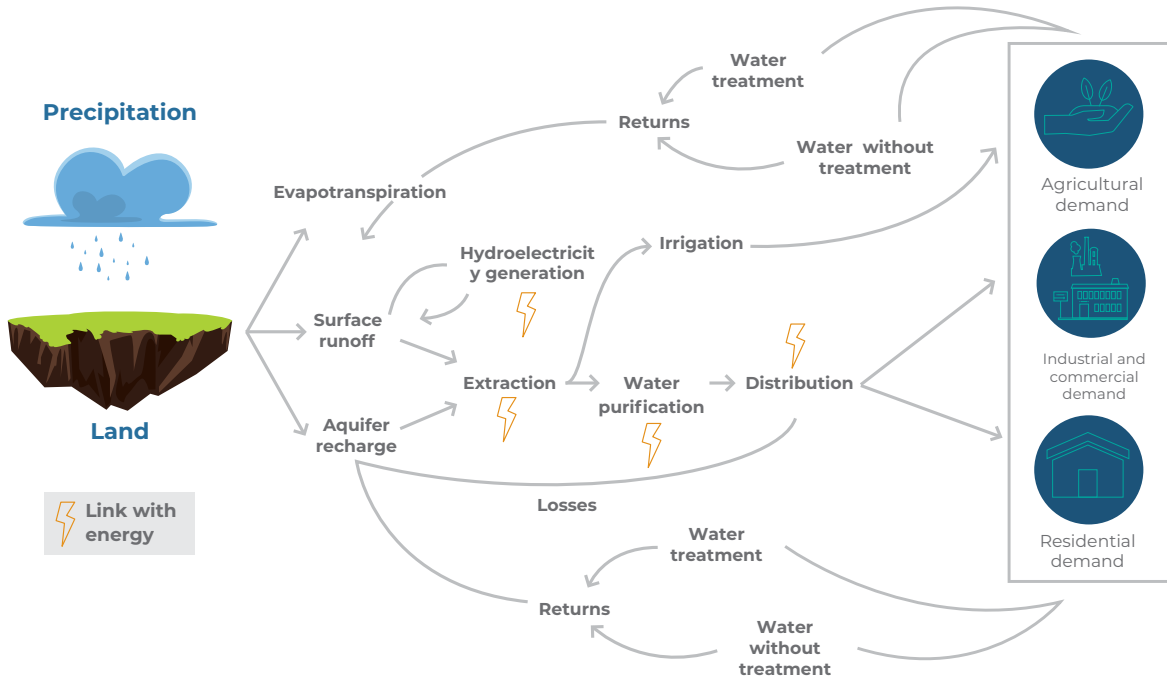 Precipitation
Land
Link with
energy
Evapotranspiration
Surface
runoff
Aquifer
recharge
Hydroelectricit
y generation
Extraction
Water
purification
Distribution
Irrigation
Losses
Returns
Water
treatment
Water without
treatment
Returns
Water
treatment
Water
without
treatment
Agricultural
demand
Industrial and
commercial
demand
Residential
demand